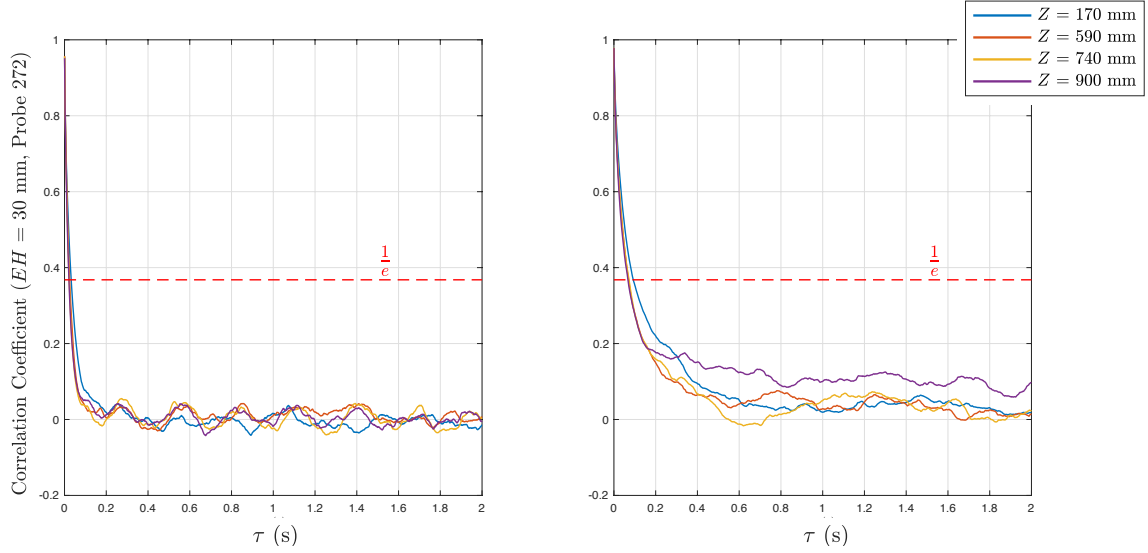 Z = 170 mm
Z = 590 mm
Z = 740 mm
Z = 900 mm
Correlation Coefficient (EH = 30 mm, Probe 272)
1
0.8
0.6
0.4
0.2
0
-0.2
1/e
0 0.2 0.4 0.6 0.8 1 1.2 1.4 1.6 1.8 2
τ (s)
1
0.8
0.6
0.4
0.2
0
-0.2
1/e
0 0.2 0.4 0.6 0.8 1 1.2 1.4 1.6 1.8 2
τ (s)